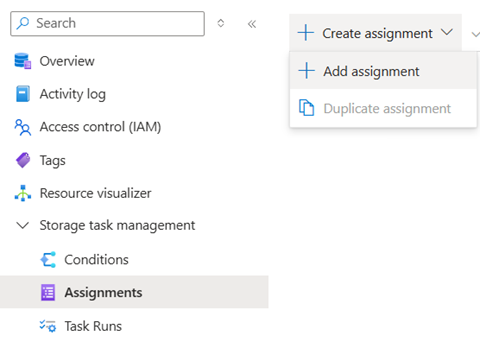 Search
Overview
Activity log
Access control (IAM)
Tags
Resource visualizer
Storage task management
Conditions
Assignments
Task Runs
Create assignment
Add assignment
Duplicate assignment